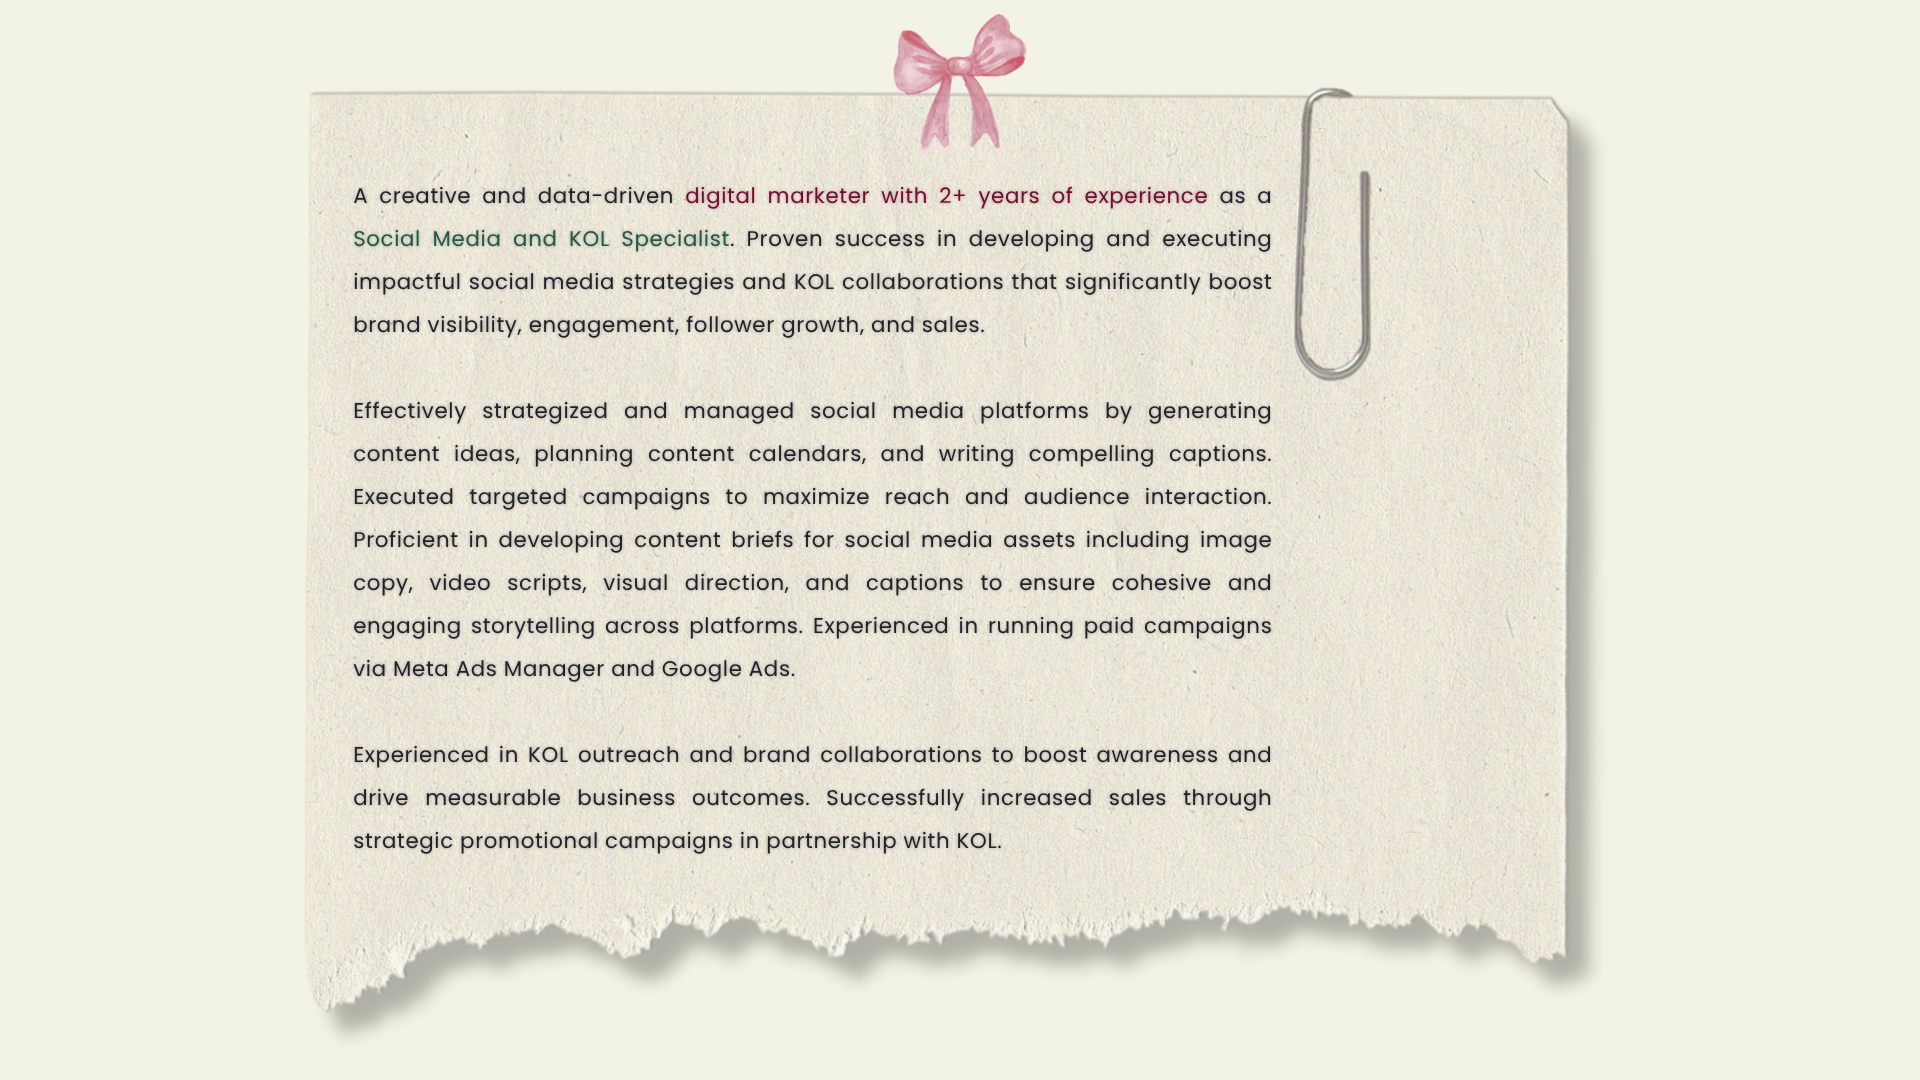 A creative and data-driven digital marketer with 2+ years of experience as a
Social Media and KOL Specialist. Proven success in developing and executing
impactful social media strategies and KOL collaborations that significantly boost
brand visibility, engagement, follower growth, and sales.
Effectively strategized and managed social media platforms by generating
content ideas, planning content calendars, and writing compelling captions.
Executed targeted campaigns to maximize reach and audience interaction.
Proficient in developing content briefs for social media assets including image
copy, video scripts, visual direction, and captions to ensure cohesive and
engaging storytelling across platforms. Experienced in running paid campaigns
via Meta Ads Manager and Google Ads.
Experienced in KOL outreach and brand collaborations to boost awareness and
drive measurable business outcomes. Successfully increased sales through
strategic promotional campaigns in partnership with KOL.